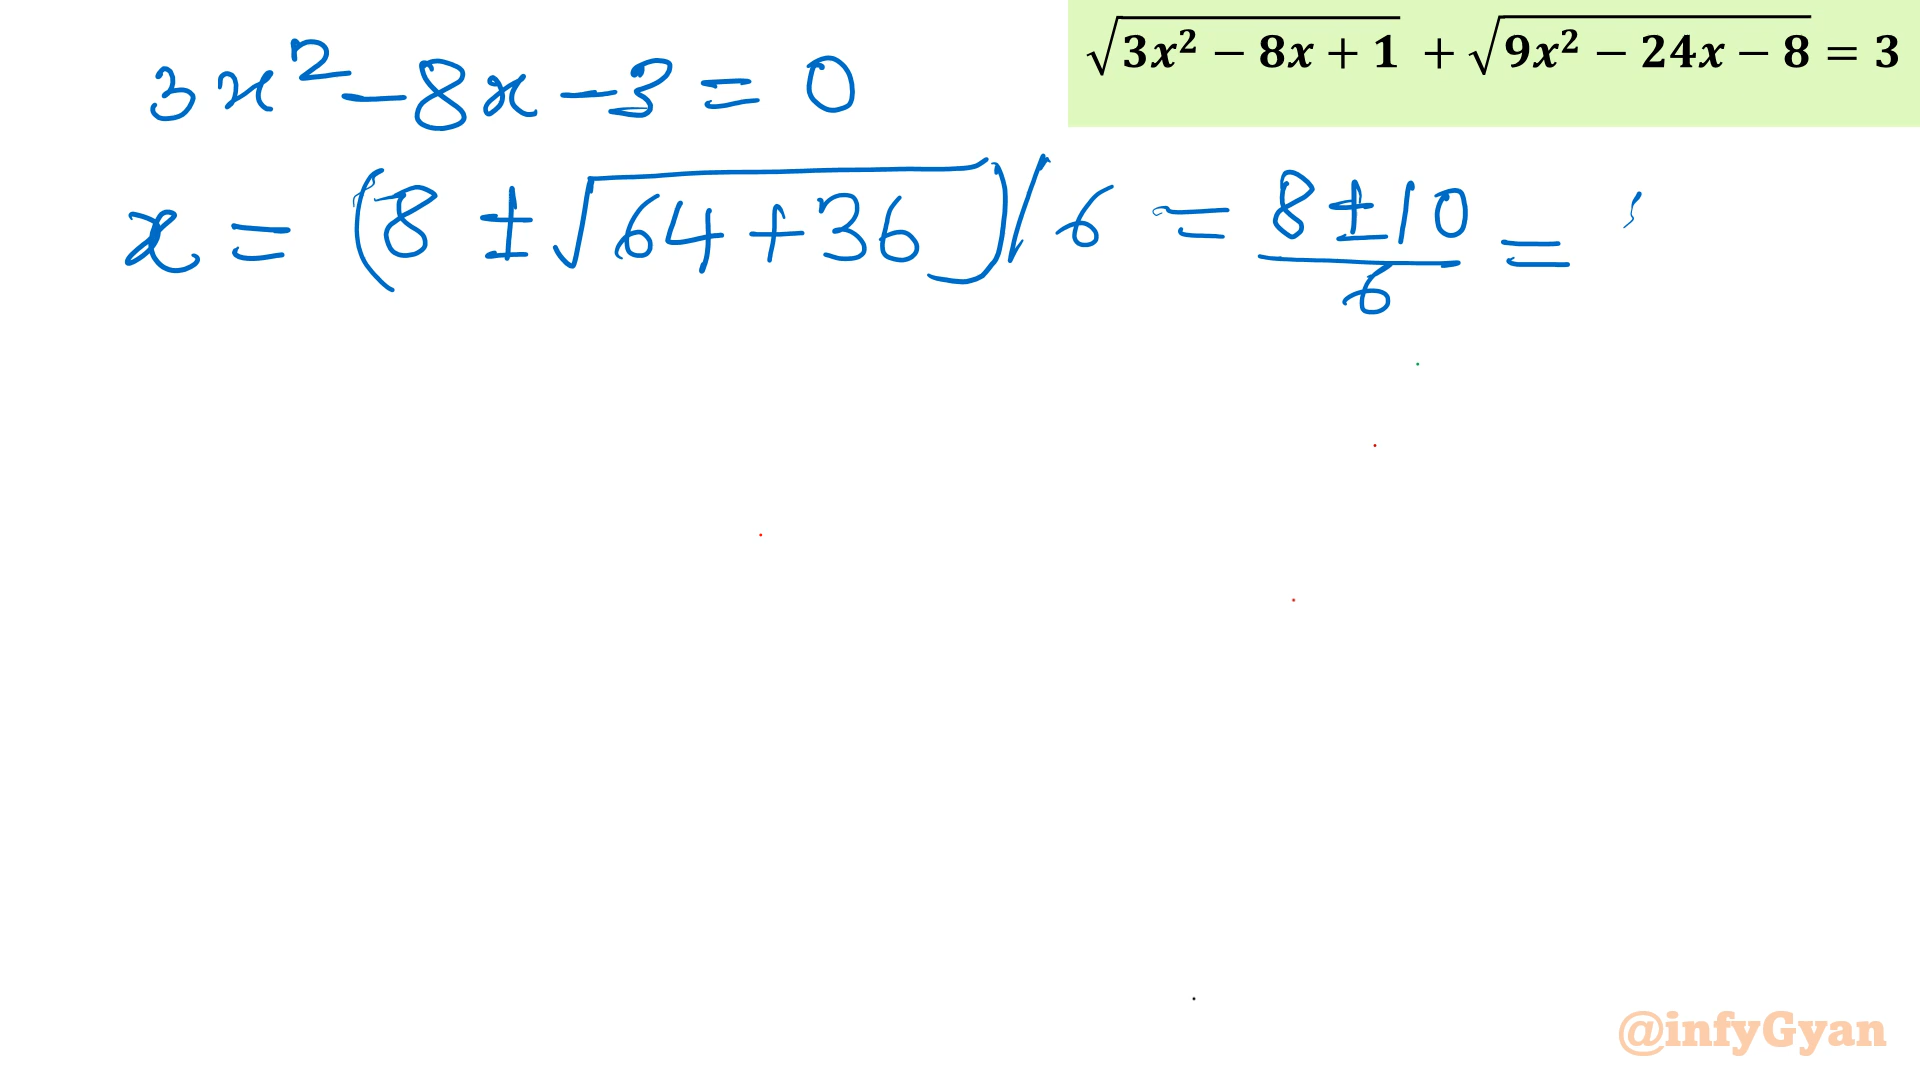 √(3x² − 8x + 1) + √(9x² − 24x − 8) = 3
3x² − 8x − 3 = 0
x = (8 ± √(64 + 36)) / 6 = (8 ± 10)/6 =
@infyGyan